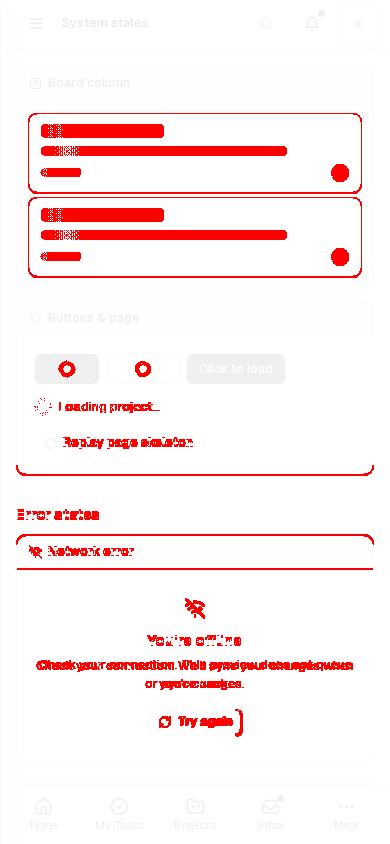 System states
Board column
Buttons & page
Click to load
Loading project…
Replay page skeleton
Error states
Network error
You're offline
Check your connection.
Try again
Home
My Tasks
Projects
Inbox
More